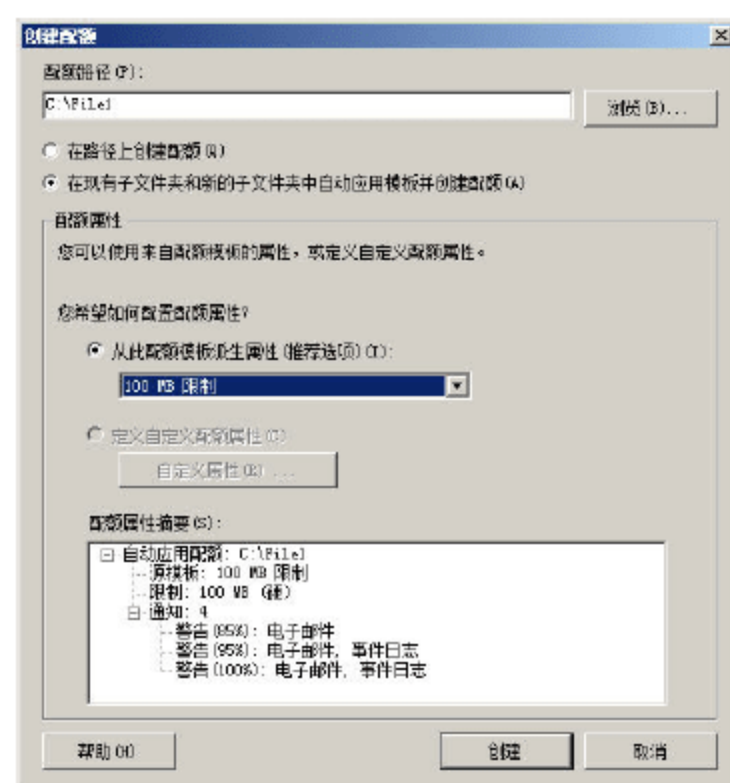 创建配额
配额路径(P):
C:\File1
浏览(B)...
在路径上创建配额(R)
在现有子文件夹和新的子文件夹中自动应用模板并创建配额(A)
配额属性
您可以使用来自配额模板的属性，或定义自定义配额属性。
您希望如何配置配额属性?
从此配额模板派生属性(推荐选项)(T):
100 MB 限制
定义自定义配额属性(D)
自定义属性(R) ...
配额属性摘要(S):
自动应用配额: C:\File1
源模板: 100 MB 限制
限制: 100 MB (硬)
通知: 4
警告(85%): 电子邮件
警告(95%): 电子邮件, 事件日志
警告(100%): 电子邮件, 事件日志
帮助(H)
创建
取消